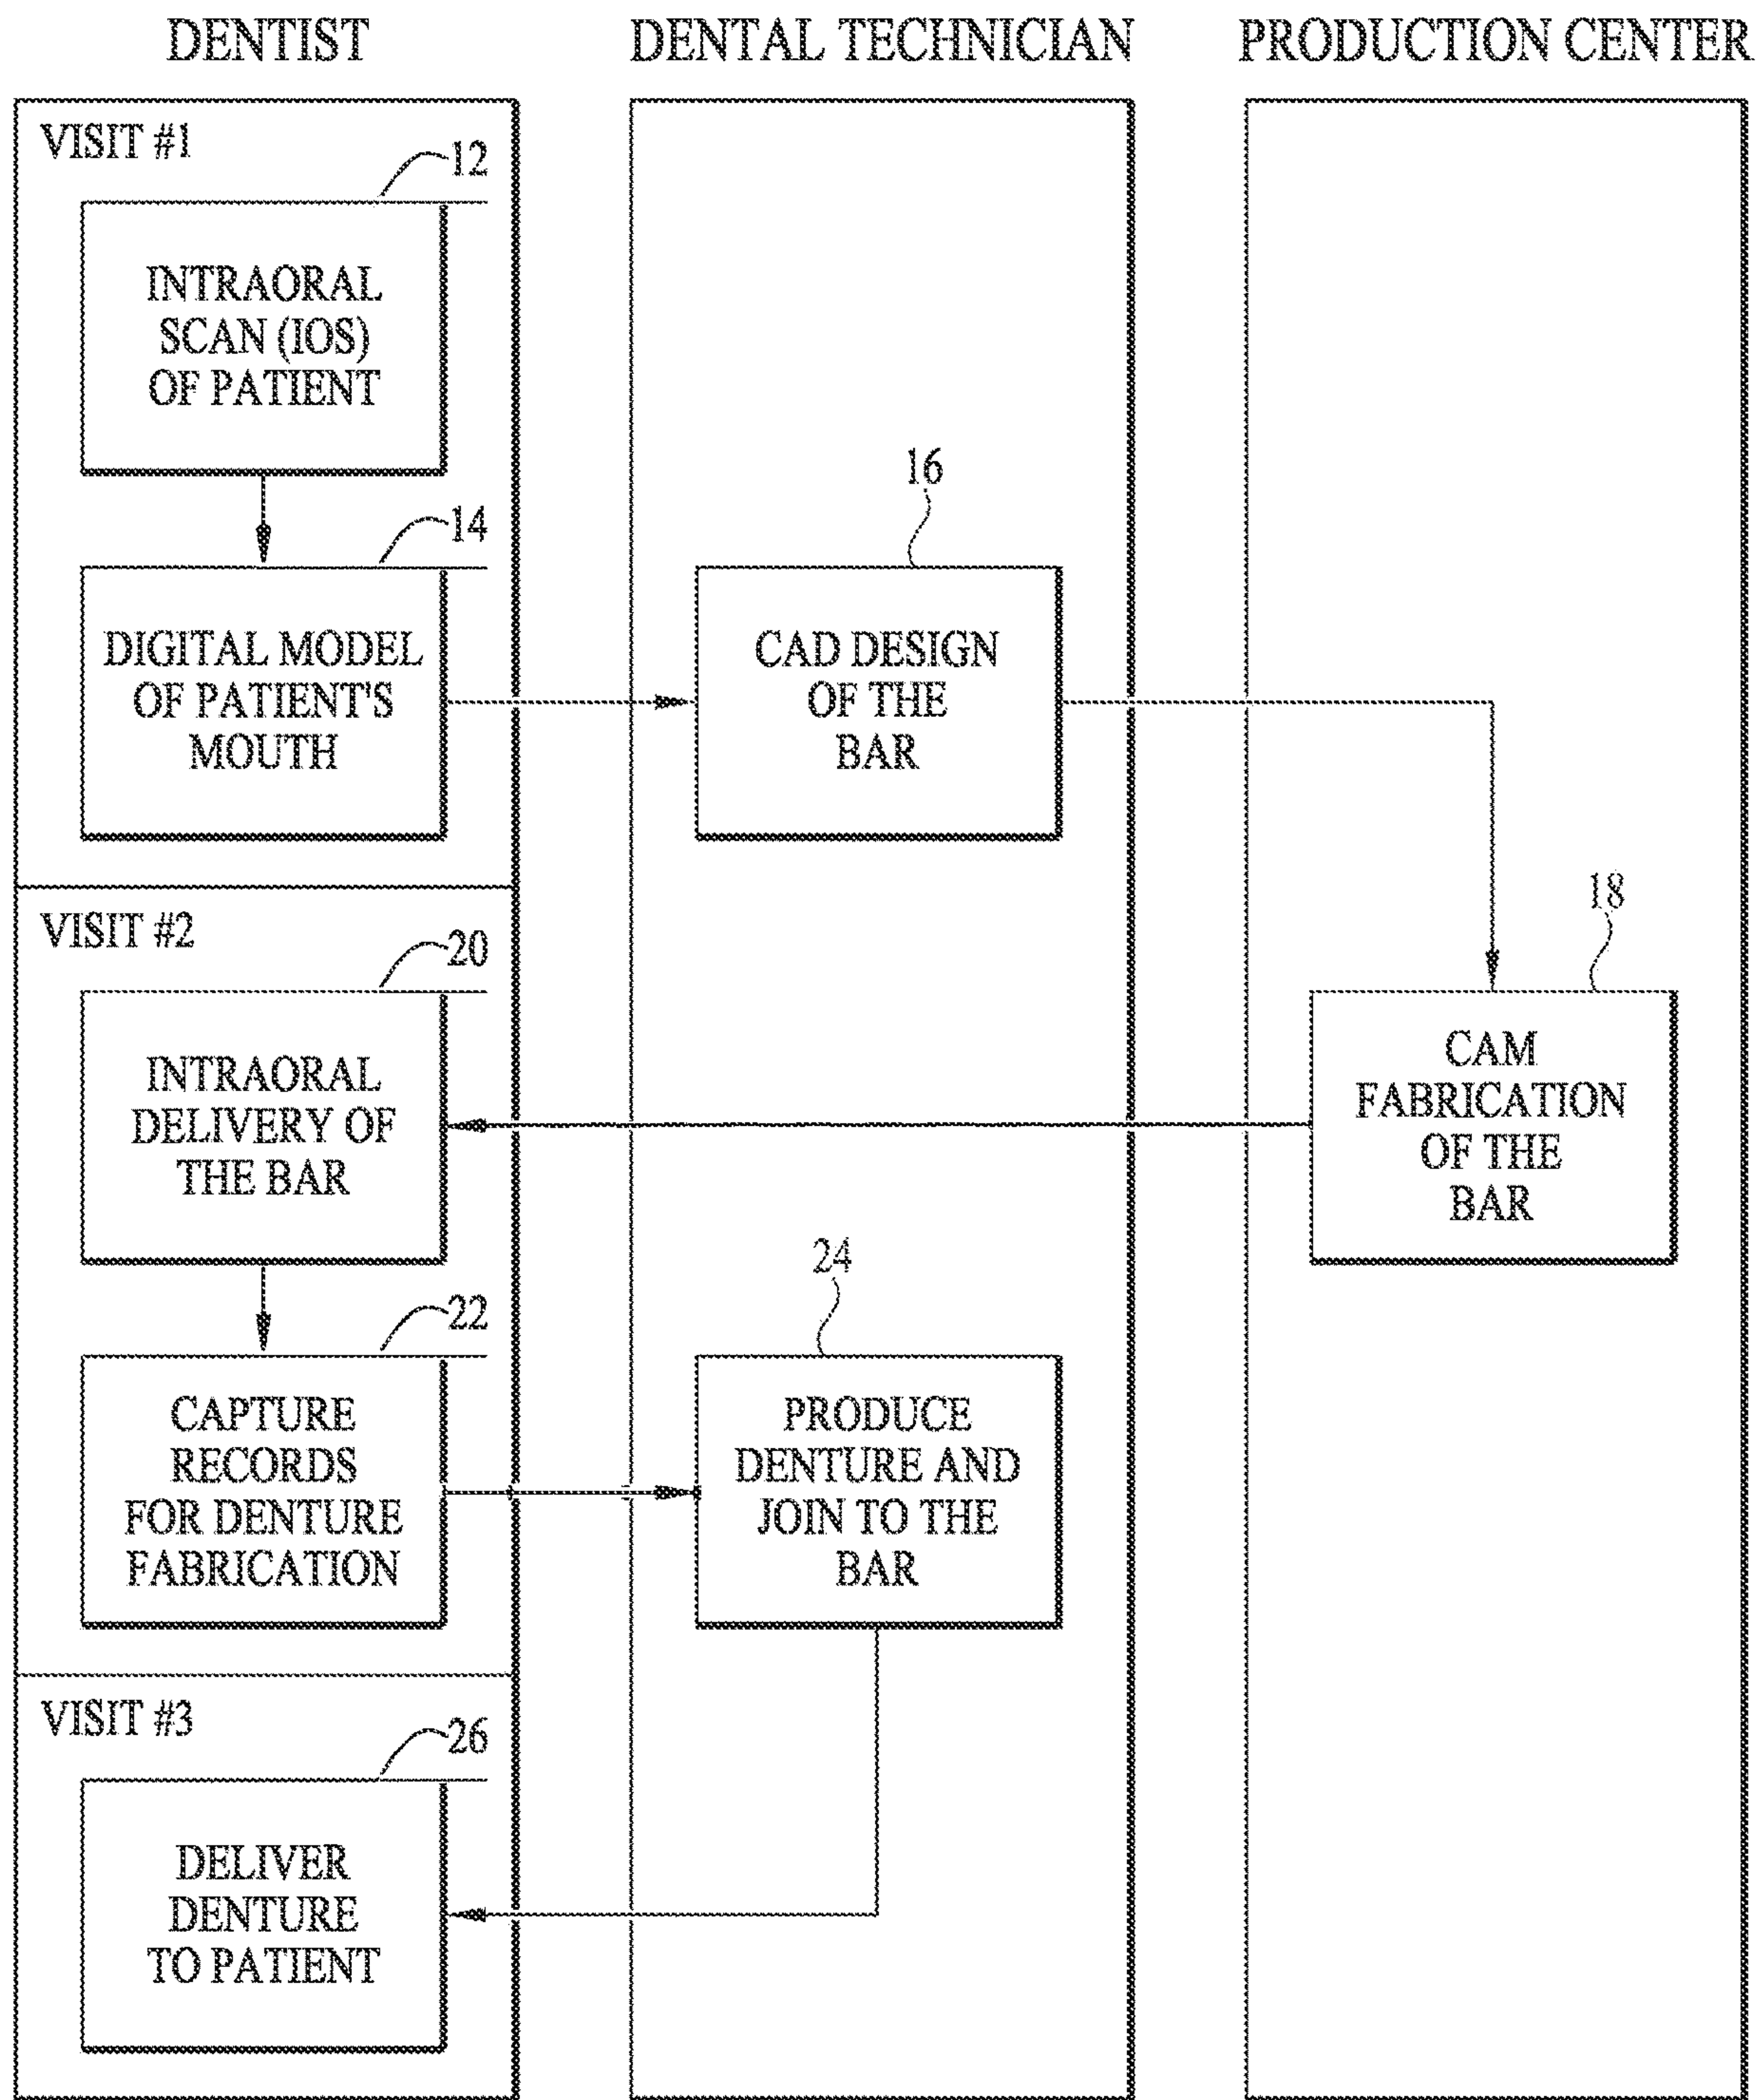 DENTIST
DENTAL TECHNICIAN
PRODUCTION CENTER
VISIT #1
12
INTRAORAL
SCAN (IOS)
OF PATIENT
14
DIGITAL MODEL
OF PATIENT'S
MOUTH
16
CAD DESIGN
OF THE
BAR
18
CAM
FABRICATION
OF THE
BAR
VISIT #2
20
INTRAORAL
DELIVERY OF
THE BAR
22
CAPTURE
RECORDS
FOR DENTURE
FABRICATION
24
PRODUCE
DENTURE AND
JOIN TO THE
BAR
VISIT #3
26
DELIVER
DENTURE
TO PATIENT